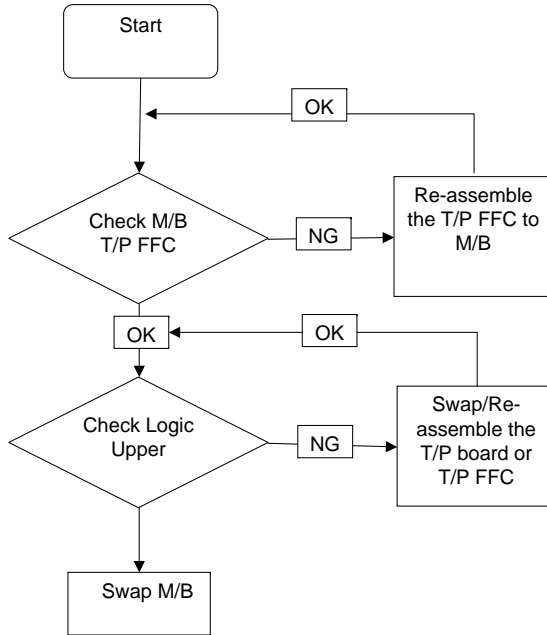 Start
OK
Check M/B
T/P FFC
NG
Re-assemble
the T/P FFC to
M/B
OK
OK
Check Logic
Upper
NG
Swap/Re-
assemble the
T/P board or
T/P FFC
Swap M/B